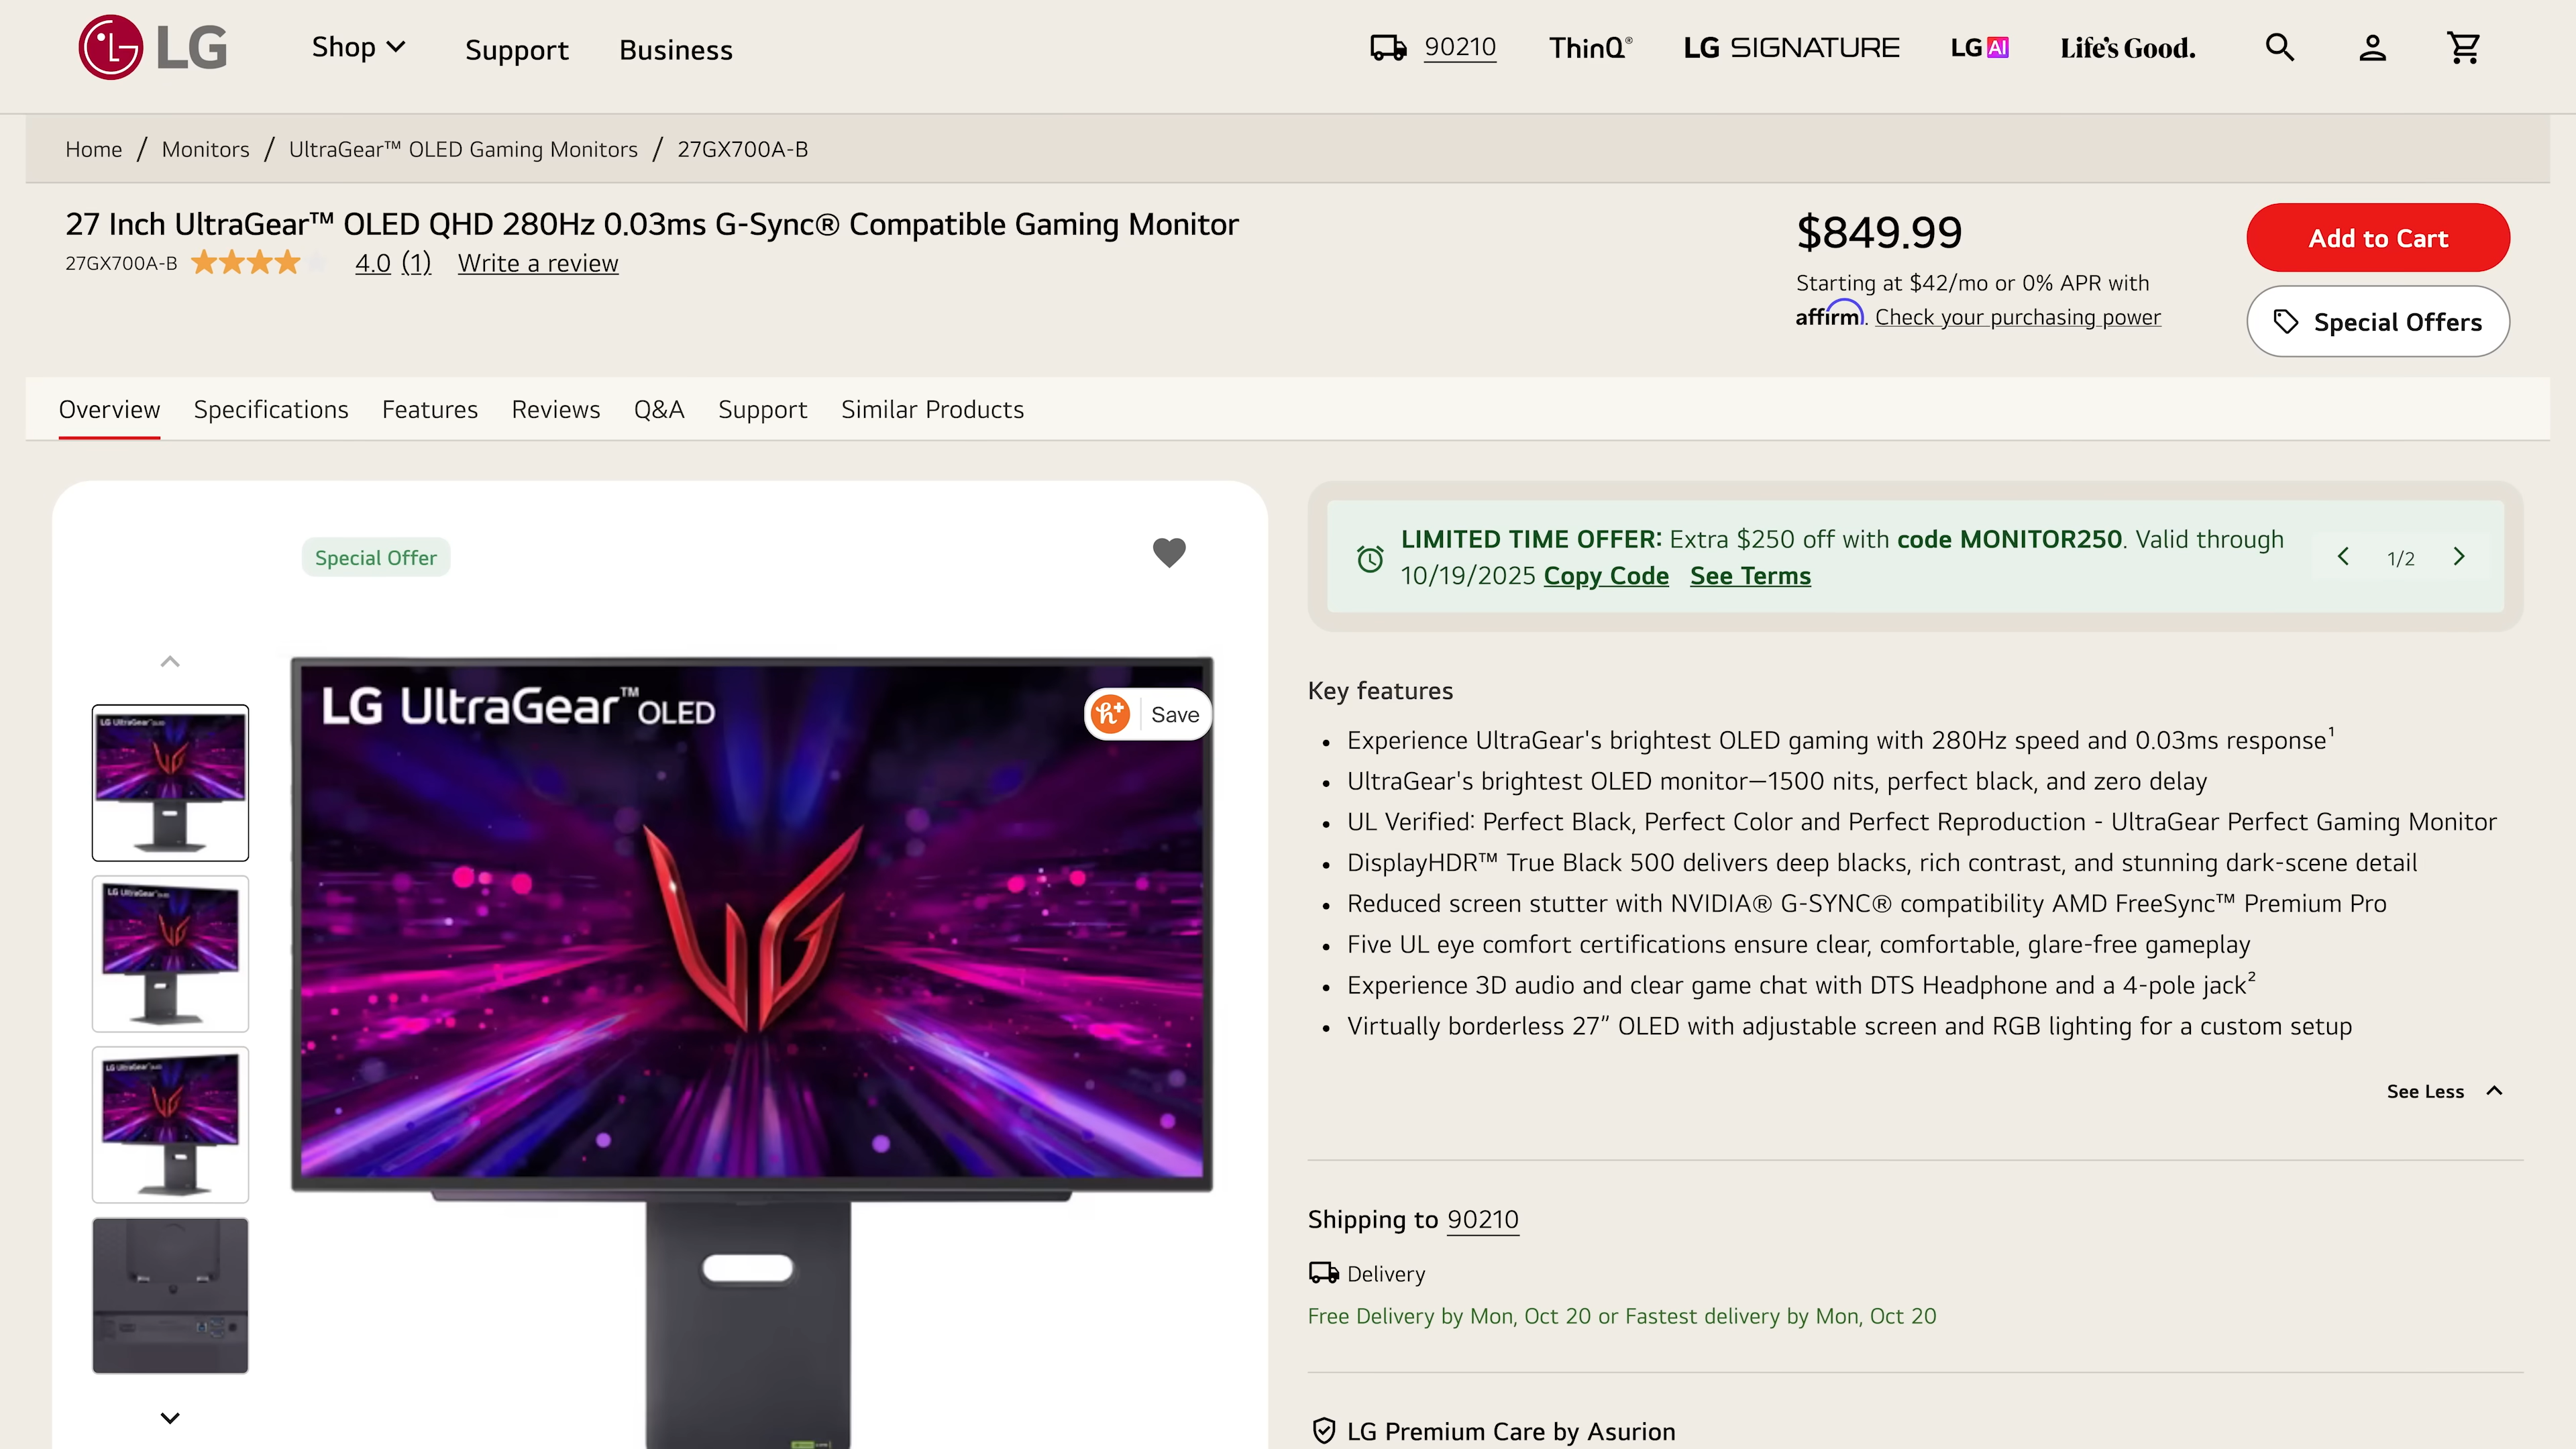 LG
Shop
Support
Business
90210
ThinQ®
LG SIGNATURE
LG AI
Life's Good.
Home / Monitors / UltraGear™ OLED Gaming Monitors / 27GX700A-B
27 Inch UltraGear™ OLED QHD 280Hz 0.03ms G-Sync® Compatible Gaming Monitor
27GX700A-B
4.0 (1)
Write a review
$849.99
Starting at $42/mo or 0% APR with
affirm. Check your purchasing power
Add to Cart
Special Offers
Overview
Specifications
Features
Reviews
Q&A
Support
Similar Products
Special Offer
LG UltraGear™ OLED
h+
Save
LG UltraGear OLED
LG UltraGear OLED
LG UltraGear OLED
LIMITED TIME OFFER: Extra $250 off with code MONITOR250. Valid through
10/19/2025 Copy Code See Terms
1/2
Key features
• Experience UltraGear's brightest OLED gaming with 280Hz speed and 0.03ms response¹
• UltraGear's brightest OLED monitor—1500 nits, perfect black, and zero delay
• UL Verified: Perfect Black, Perfect Color and Perfect Reproduction - UltraGear Perfect Gaming Monitor
• DisplayHDR™ True Black 500 delivers deep blacks, rich contrast, and stunning dark-scene detail
• Reduced screen stutter with NVIDIA® G-SYNC® compatibility AMD FreeSync™ Premium Pro
• Five UL eye comfort certifications ensure clear, comfortable, glare-free gameplay
• Experience 3D audio and clear game chat with DTS Headphone and a 4-pole jack²
• Virtually borderless 27” OLED with adjustable screen and RGB lighting for a custom setup
See Less
Shipping to 90210
Delivery
Free Delivery by Mon, Oct 20 or Fastest delivery by Mon, Oct 20
LG Premium Care by Asurion